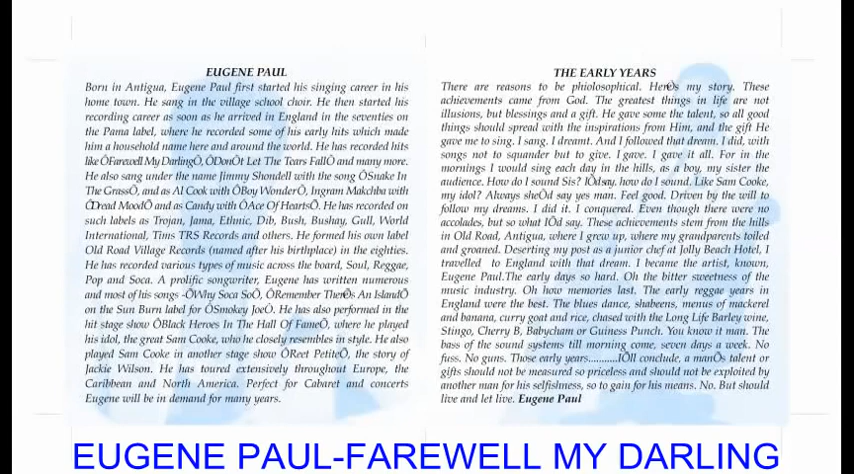 EUGENE PAUL
Born in Antigua, Eugene Paul first started his singing career in his
home town. He sang in the village school choir. He then started his
recording career as soon as he arrived in England in the seventies on
the Pama label, where he recorded some of his early hits which made
him a household name here and around the world. He has recorded hits
like ÔFarewell My DarlingÕ, ÔDonÕt Let The Tears FallÕ and many more.
He also sang under the name Jimmy Shondell with the song ÔSnake In
The GrassÕ, and as Al Cook with ÔBoy WonderÕ, Ingram Makchba with
ÔDread MoodÕ and as Candy with ÔAce Of HeartsÕ. He has recorded on
such labels as Trojan, Jama, Ethnic, Dib, Bush, Bushay, Gull, World
International, Tims TRS Records and others. He formed his own label
Old Road Village Records (named after his birthplace) in the eighties.
He has recorded various types of music across the board, Soul, Reggae,
Pop and Soca. A prolific songwriter, Eugene has written numerous
and most of his songs -ÔWhy Soca SoÕ, ÔRemember ThereÕs An IslandÕ
on the Sun Burn label for ÔSmokey JoeÕ. He has also performed in the
hit stage show ÔBlack Heroes In The Hall Of FameÕ, where he played
his idol, the great Sam Cooke, who he closely resembles in style. He also
played Sam Cooke in another stage show ÔReet PetiteÕ, the story of
Jackie Wilson. He has toured extensively throughout Europe, the
Caribbean and North America. Perfect for Cabaret and concerts
Eugene will be in demand for many years.
THE EARLY YEARS
There are reasons to be phiolosophical. HereÕs my story. These
achievements came from God. The greatest things in life are not
illusions, but blessings and a gift. He gave some the talent, so all good
things should spread with the inspirations from Him, and the gift He
gave me to sing. I sang. I dreamt. And I followed that dream. I did, with
songs not to squander but to give. I gave. I gave it all. For in the
mornings I would sing each day in the hills, as a boy, my sister the
audience. How do I sound Sis? IÕd say, how do I sound. Like Sam Cooke,
my idol? Always sheÕd say yes man. Feel good. Driven by the will to
follow my dreams. I did it. I conquered. Even though there were no
accolades, but so what IÕd say. These achievements stem from the hills
in Old Road, Antigua, where I grew up, where my grandparents toiled
and groaned. Deserting my post as a junior chef at Jolly Beach Hotel, I
travelled to England with that dream. I became the artist, known,
Eugene Paul.The early days so hard. Oh the bitter sweetness of the
music industry. Oh how memories last. The early reggae years in
England were the best. The blues dance, shabeens, menus of mackerel
and banana, curry goat and rice, chased with the Long Life Barley wine,
Stingo, Cherry B, Babycham or Guiness Punch. You know it man. The
bass of the sound systems till morning come, seven days a week. No
fuss. No guns. Those early years...........IÕll conclude, a manÕs talent or
gifts should not be measured so priceless and should not be exploited by
another man for his selfishness, so to gain for his means. No. But should
live and let live. Eugene Paul
EUGENE PAUL-FAREWELL MY DARLING